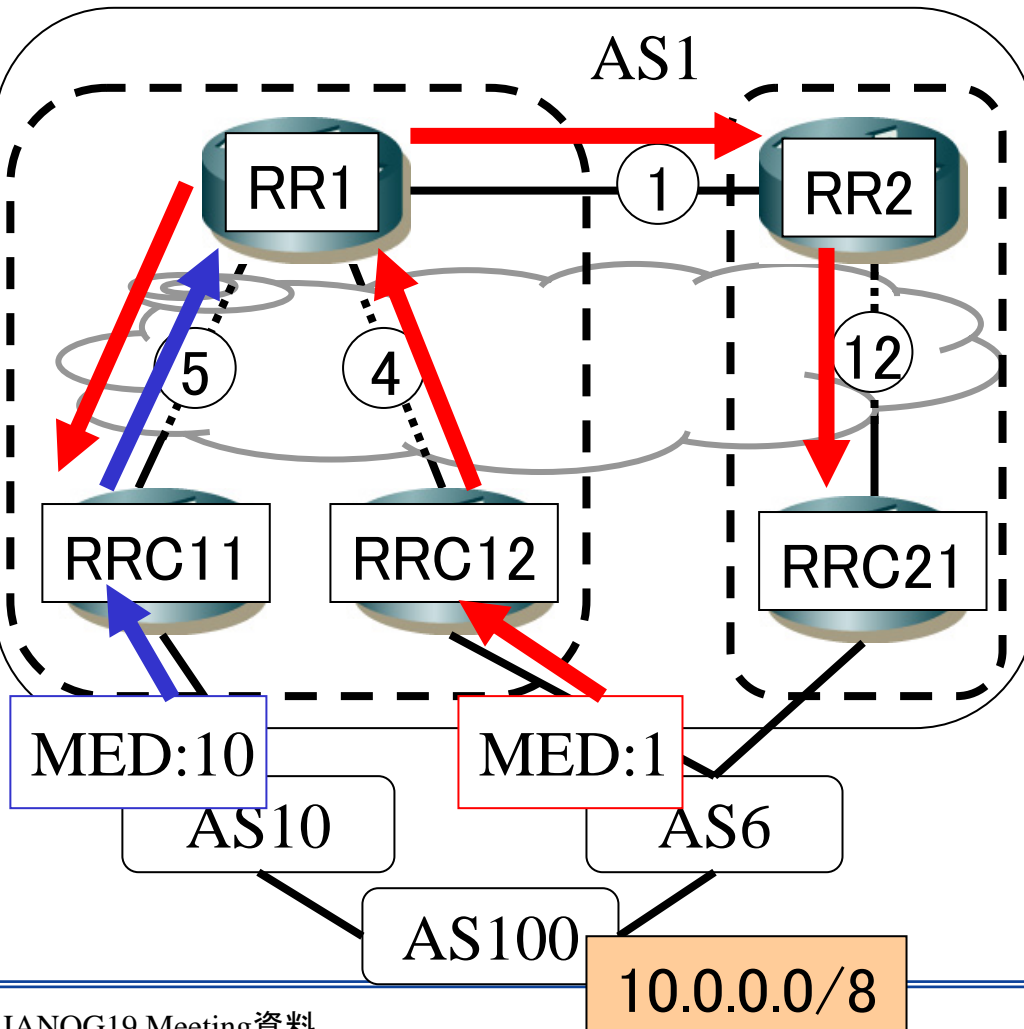 AS1
RR1
1
RR2
5
4
12
RRC11
RRC12
RRC21
MED:10
MED:1
AS10
AS6
AS100
10.0.0.0/8
JANOG19 Meeting資料